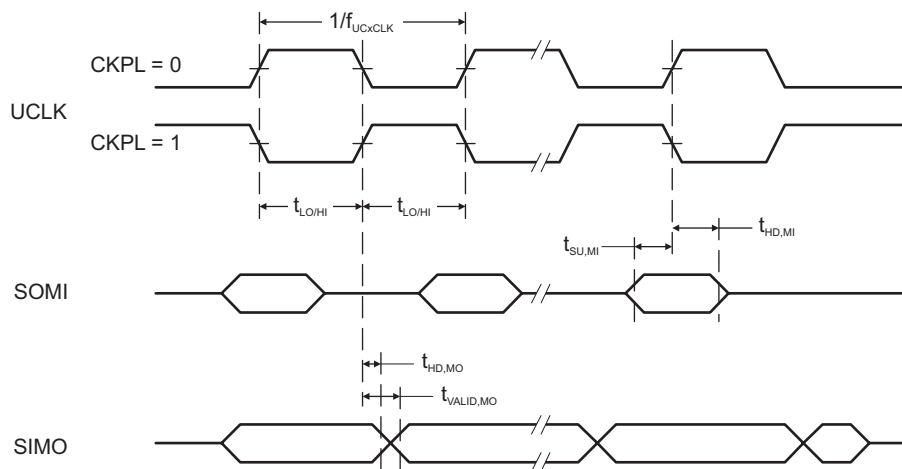 1/fUCxCLK
CKPL = 0
UCLK
CKPL = 1
tLO/HI tLO/HI
tHD,MI
tSU,MI
SOMI
tHD,MO
tVALID,MO
SIMO